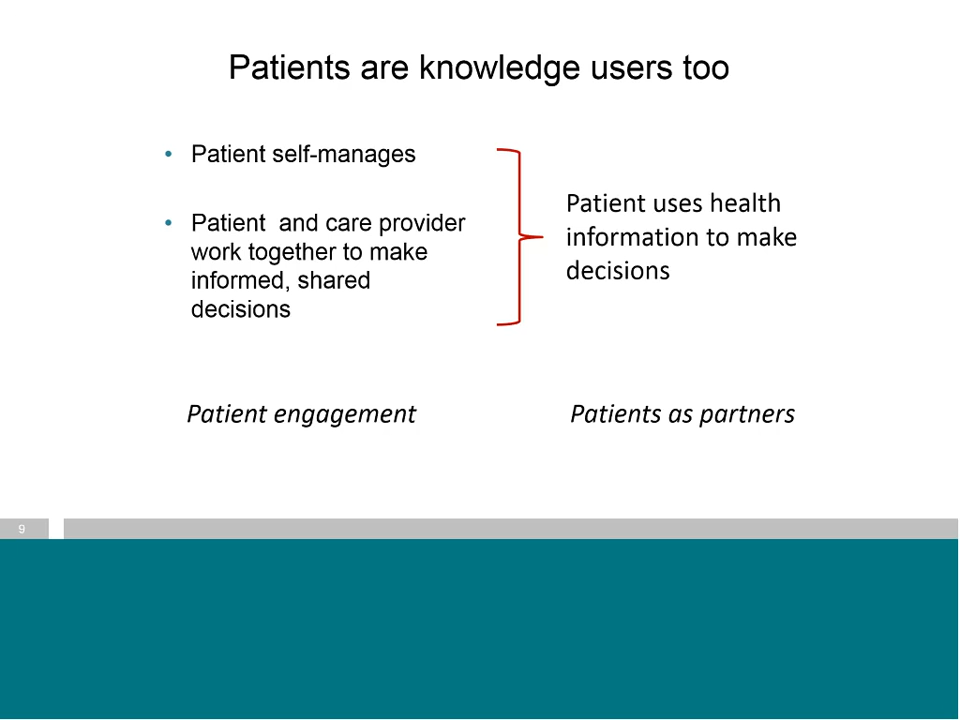 Patients are knowledge users too
• Patient self-manages
• Patient  and care provider
work together to make
informed, shared
decisions
Patient uses health
information to make
decisions
Patient engagement
Patients as partners
9